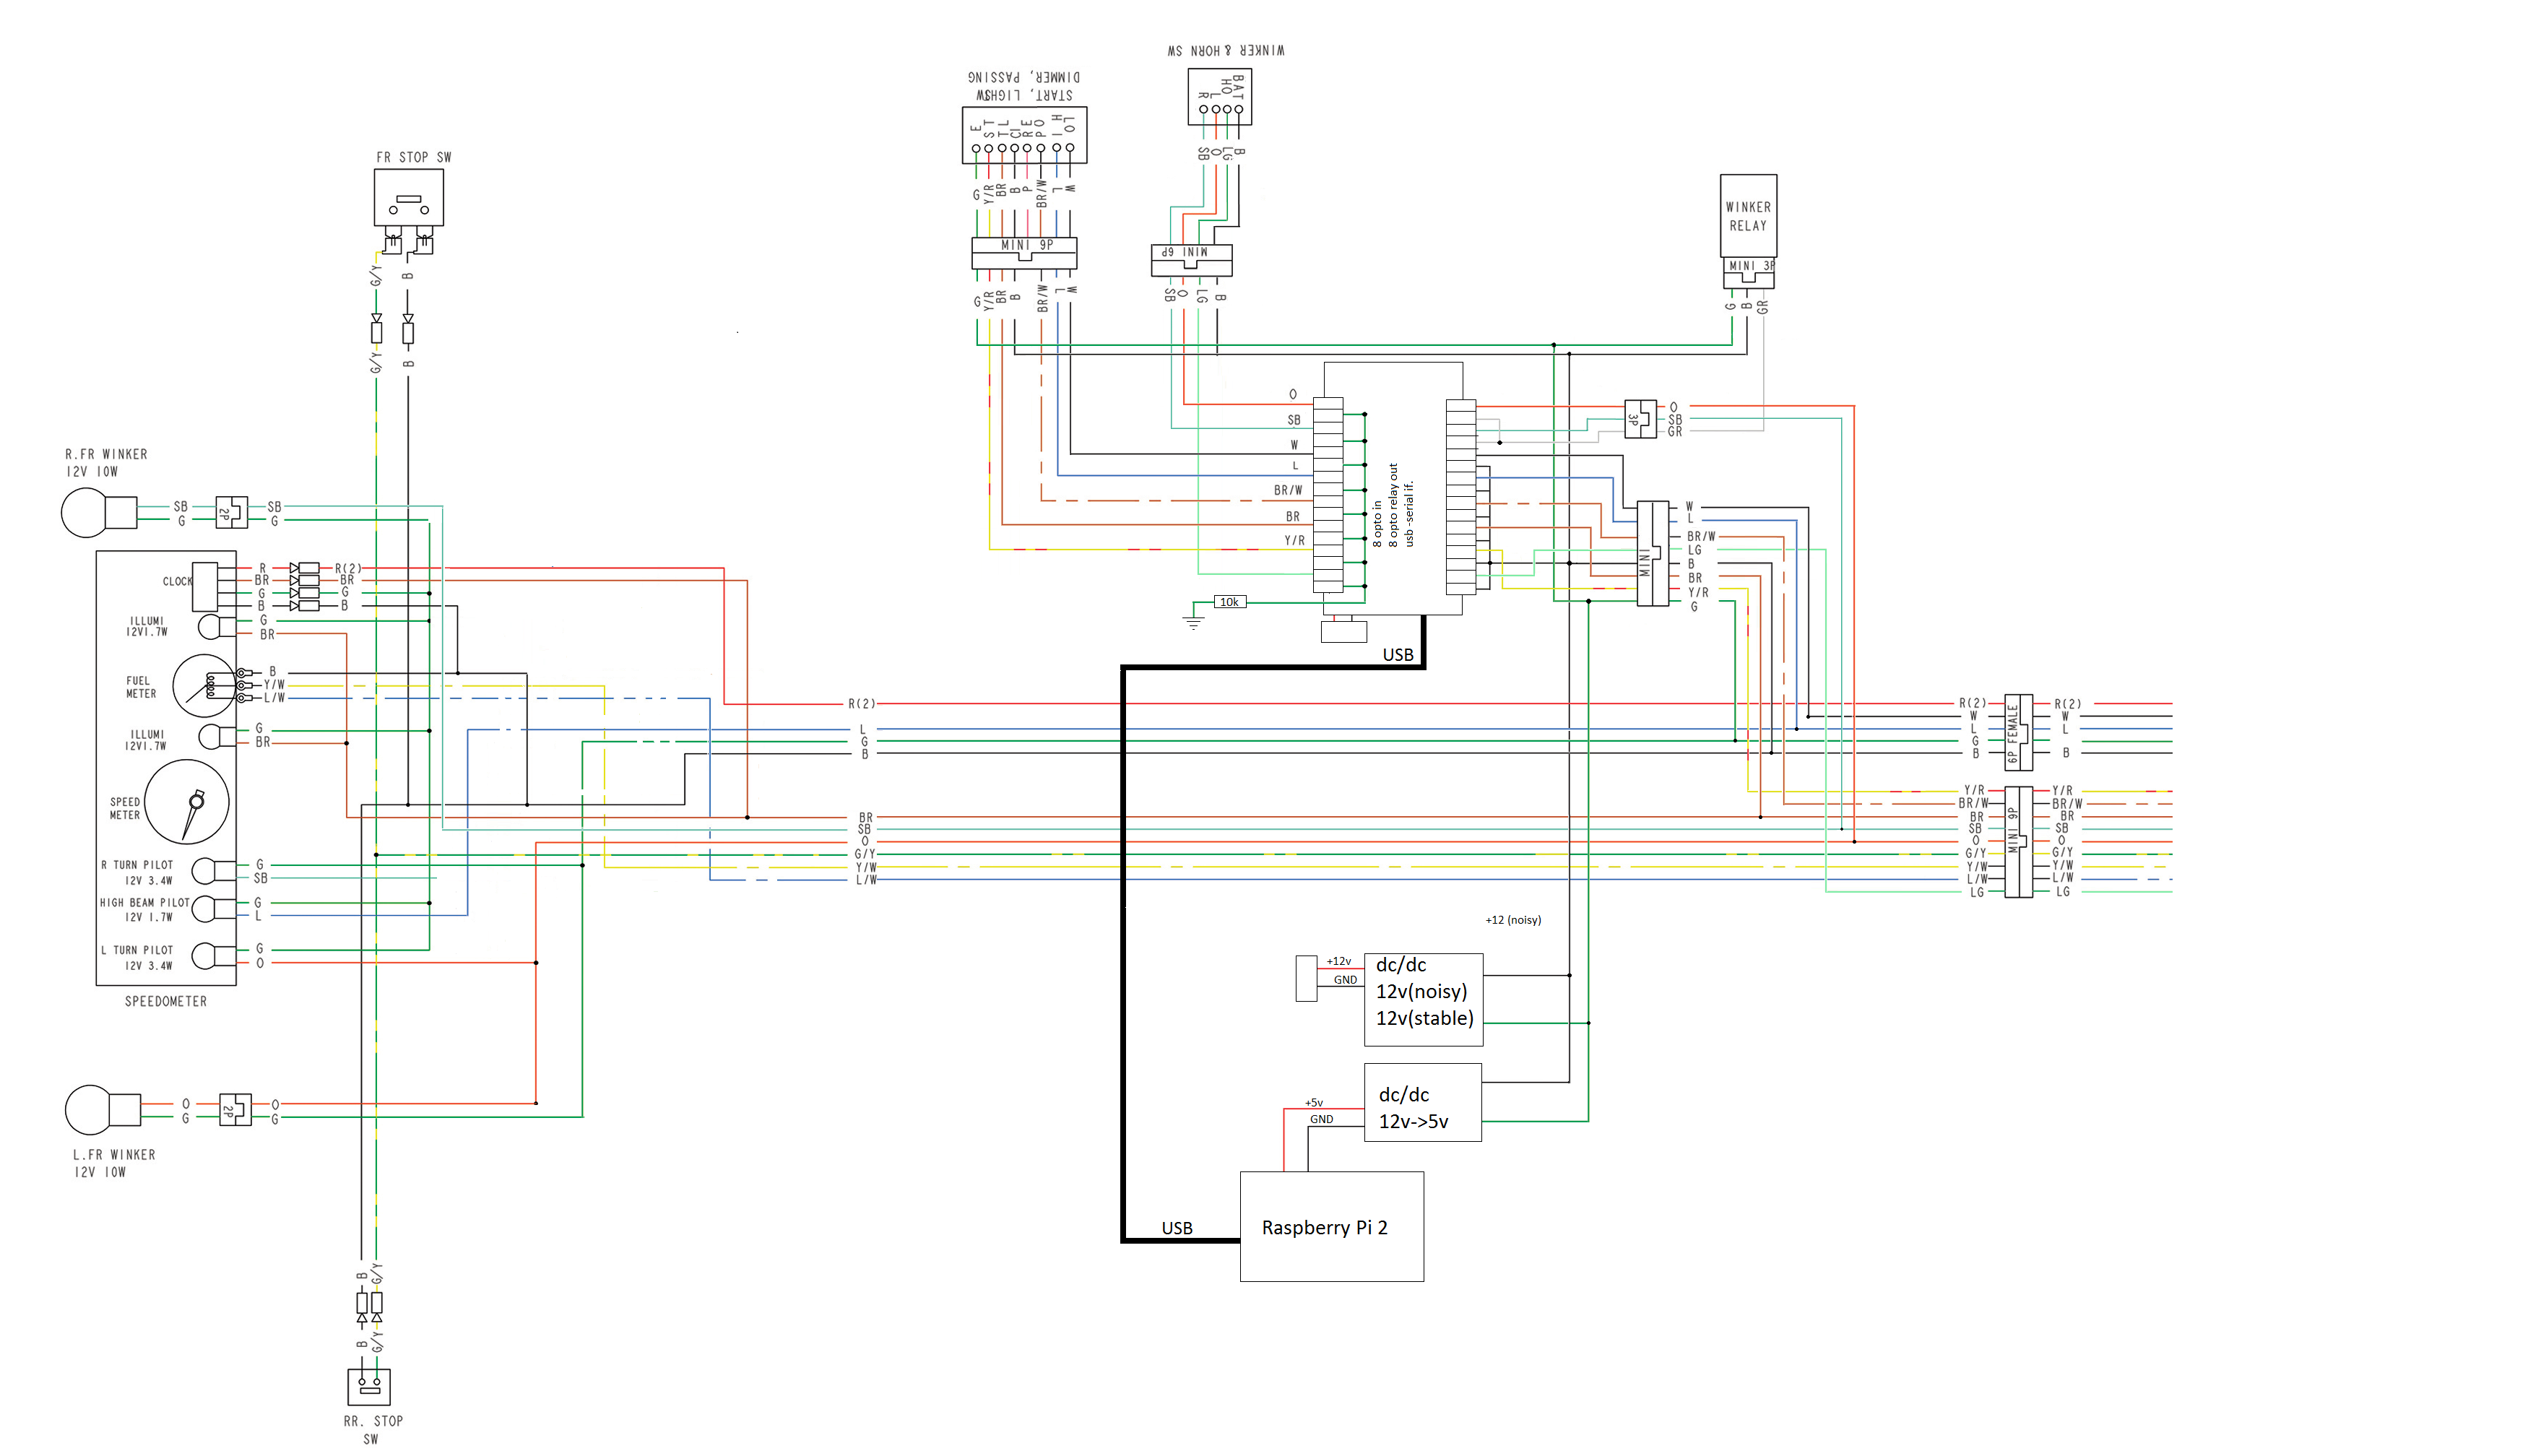 WINKER & HORN SW
DIMMER, PASSING
START, LIGHSW
R L HO BAT
E ST TL CI RE PO HI LO
SB O LG B
G Y/R BR B P BR/W L W
FR STOP SW
WINKER
RELAY
MINI 9P
MINI 6P
MINI 3P
G/Y B
G Y/R BR B BR/W L W
SB O LG B
G B GR
G/Y B
O
SB
W
L
BR/W
BR
Y/R
8 opto in
8 opto relay out
usb -serial if.
3P
O
SB
GR
R.FR WINKER
12V 10W
SB 2P SB
G G
MINI
W
L
BR/W
LG
B
BR
Y/R
G
CLOCK
R R(2)
BR BR
G G
B B
ILLUMI
12V1.7W
G
BR
10k
USB
FUEL
METER
B
Y/W
L/W
ILLUMI
12V1.7W
G
BR
SPEED
METER
R(2)
L
G
B
BR
SB
O
G/Y
Y/W
L/W
6P FEMALE
R(2) R(2)
W W
L L
G
B B
MINI 9P
Y/R Y/R
BR/W BR/W
BR BR
SB SB
O O
G/Y G/Y
Y/W Y/W
L/W L/W
LG LG
R TURN PILOT
12V 3.4W
G
SB
HIGH BEAM PILOT
12V 1.7W
G
L
L TURN PILOT
12V 3.4W
G
O
SPEEDOMETER
+12 (noisy)
+12v
GND
dc/dc
12v(noisy)
12v(stable)
+5v
GND
dc/dc
12v->5v
O 2P O
G G
L.FR WINKER
12V 10W
USB
Raspberry Pi 2
B G/Y
B G/Y
RR. STOP
SW